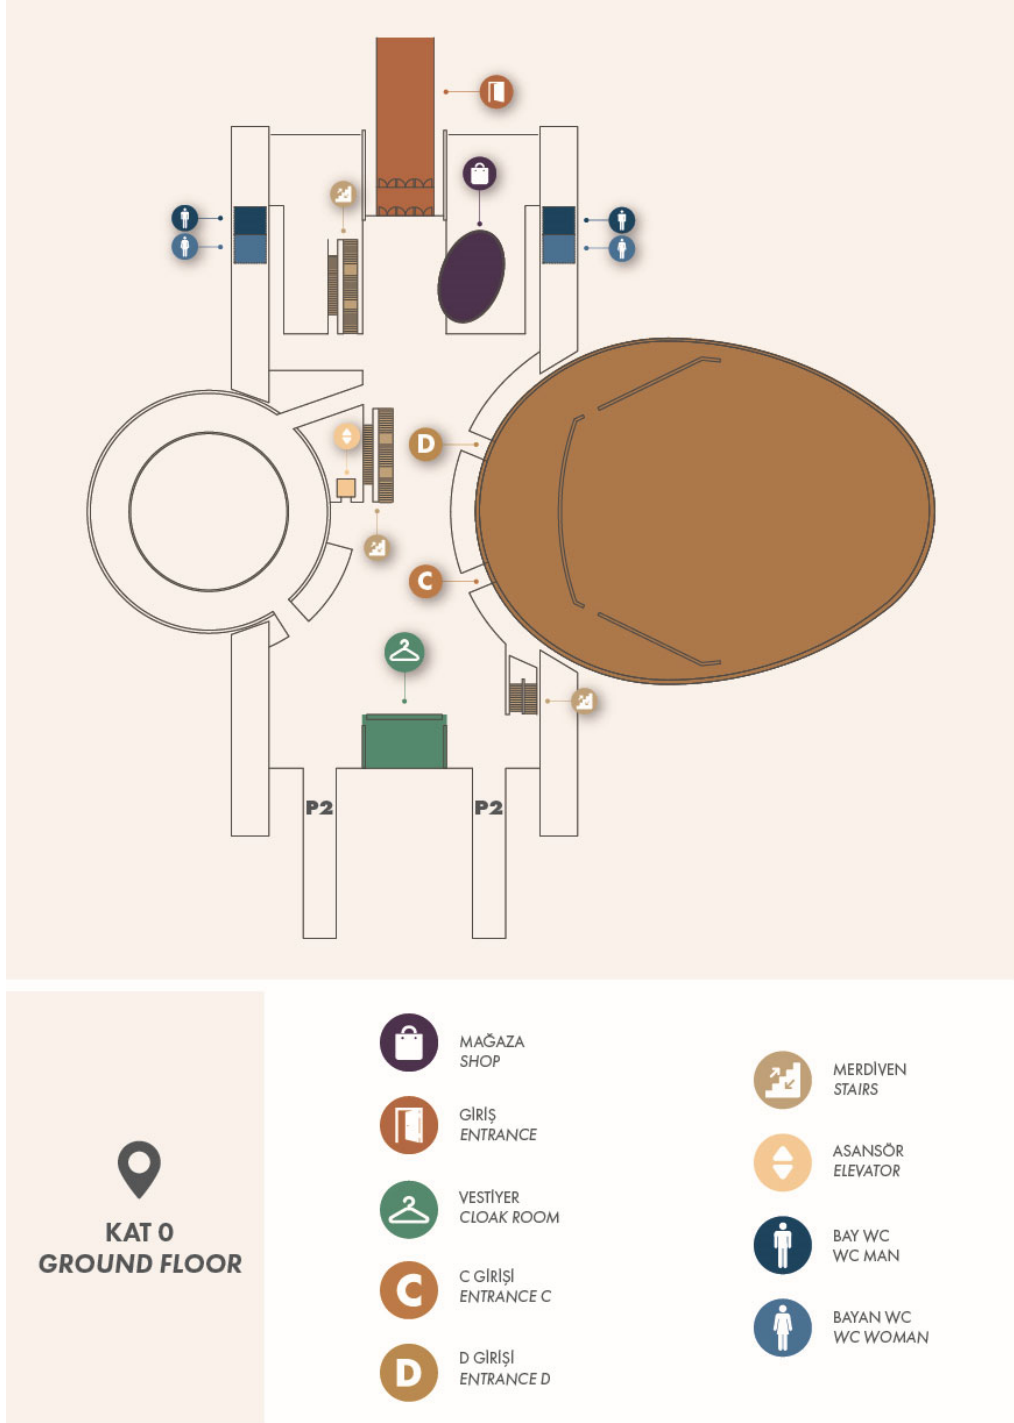 D
C
P2
P2
KAT 0
GROUND FLOOR
MAĞAZA
SHOP
GİRİŞ
ENTRANCE
VESTİYER
CLOAK ROOM
C
C GİRİŞİ
ENTRANCE C
D
D GİRİŞİ
ENTRANCE D
MERDİVEN
STAIRS
ASANSÖR
ELEVATOR
BAY WC
WC MAN
BAYAN WC
WC WOMAN